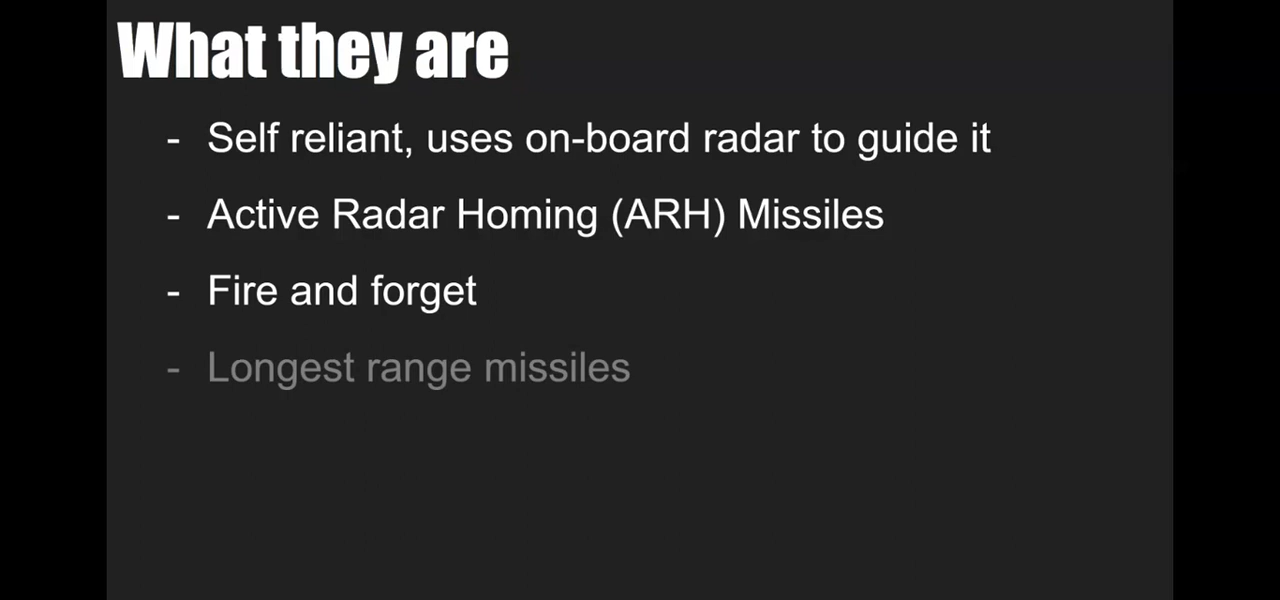 What they are
- Self reliant, uses on-board radar to guide it
- Active Radar Homing (ARH) Missiles
- Fire and forget
- Longest range missiles